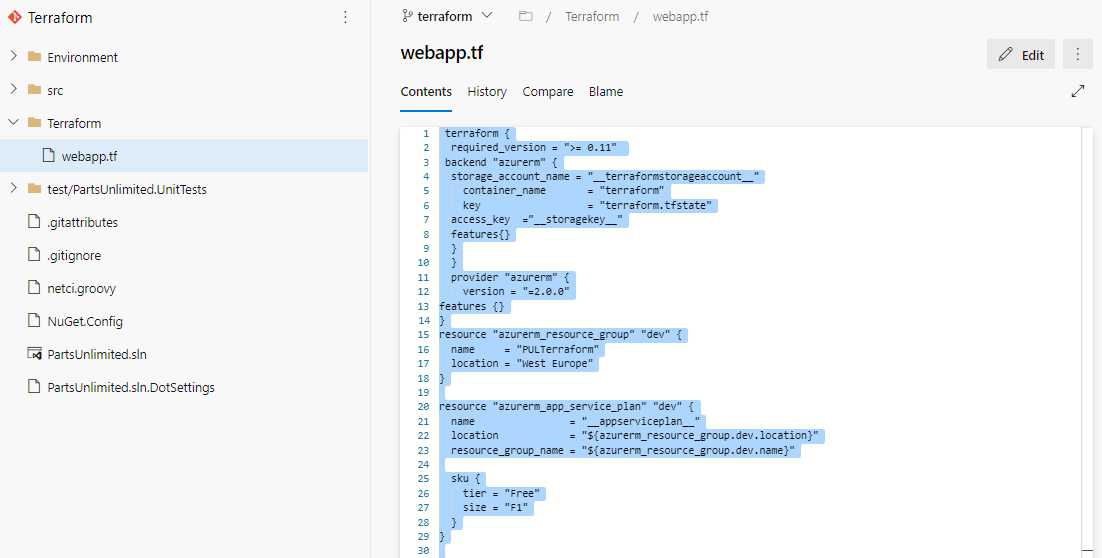 Terraform
Environment
src
Terraform
webapp.tf
test/PartsUnlimited.UnitTests
.gitattributes
.gitignore
netci.groovy
NuGet.Config
PartsUnlimited.sln
PartsUnlimited.sln.DotSettings
terraform / Terraform / webapp.tf
webapp.tf
Edit
Contents History Compare Blame
1 terraform {
2 required_version = ">= 0.11"
3 backend "azurerm" {
4 storage_account_name = "__terraformstorageaccount__"
5 container_name = "terraform"
6 key = "terraform.tfstate"
7 access_key ="__storagekey__"
8 features{}
9 }
10 }
11 provider "azurerm" {
12 version = "=2.0.0"
13 features {}
14 }
15 resource "azurerm_resource_group" "dev" {
16 name = "PULTerraform"
17 location = "West Europe"
18 }
19
20 resource "azurerm_app_service_plan" "dev" {
21 name = "__appserviceplan__"
22 location = "${azurerm_resource_group.dev.location}"
23 resource_group_name = "${azurerm_resource_group.dev.name}"
24
25 sku {
26 tier = "Free"
27 size = "F1"
28 }
29 }
30